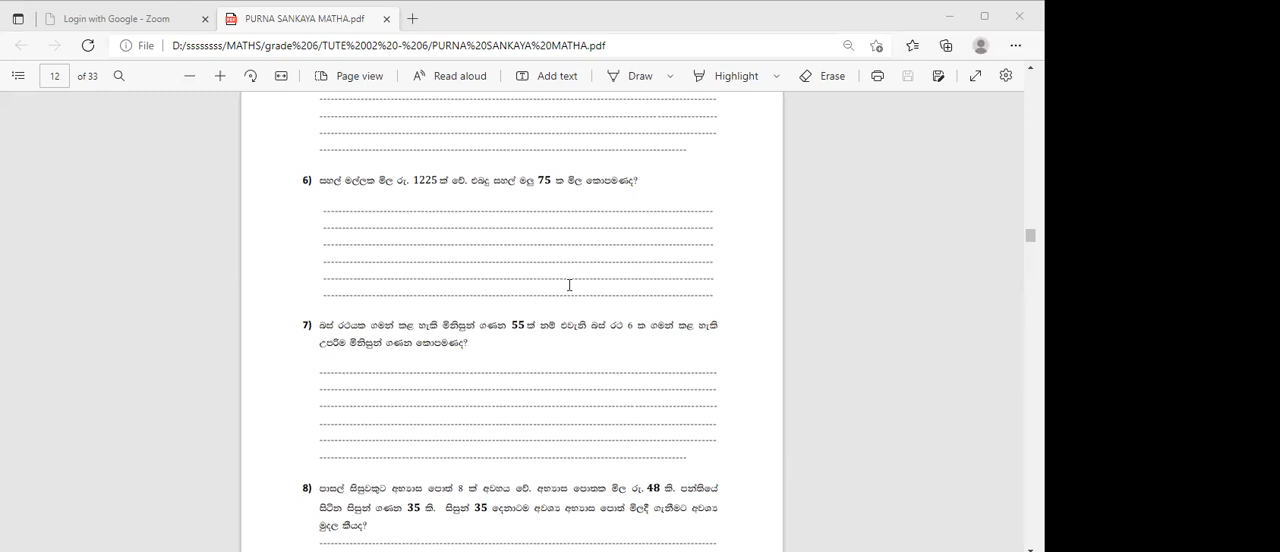 Login with Google - Zoom
PURNA SANKAYA MATHA.pdf
File D:/ssssssss/MATHS/grade%206/TUTE%2002%20-%206/PURNA%20SANKAYA%20MATHA.pdf
12 of 33 Page view Read aloud Add text Draw Highlight Erase
6) සහල් මල්ලක මිල රු. 1225 ක් වේ. එබඳු සහල් මලු 75 ක මිල කොපමණද?
7) බස් රථයක ගමන් කළ හැකි මිනිසුන් ගණන 55 ක් නම් එවැනි බස් රථ 6 ක ගමන් කළ හැකි
උපරිම මිනිසුන් ගණන කොපමණද?
8) පාසල් සිසුවකුට අභ්‍යාස පොත් 8 ක් අවශ්‍ය වේ. අභ්‍යාස පොතක මිල රු. 48 කි. පන්තියේ
සිටින සිසුන් ගණන 35 කි. සිසුන් 35 දෙනාටම අවශ්‍ය අභ්‍යාස පොත් මිලදී ගැනීමට අවශ්‍ය
මුදල කීයද?